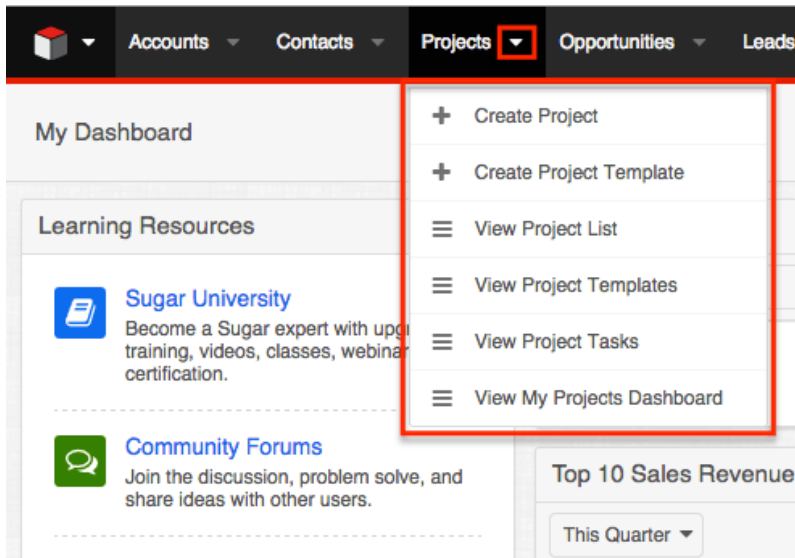 Accounts Contacts Projects Opportunities Leads
My Dashboard
Create Project
Create Project Template
View Project List
View Project Templates
View Project Tasks
View My Projects Dashboard
Learning Resources
Sugar University
Become a Sugar expert with
training, videos, classes,
certification.
Community Forums
Join the discussion, problem solve, and
share ideas with other users.
Top 10 Sales Revenue
This Quarter